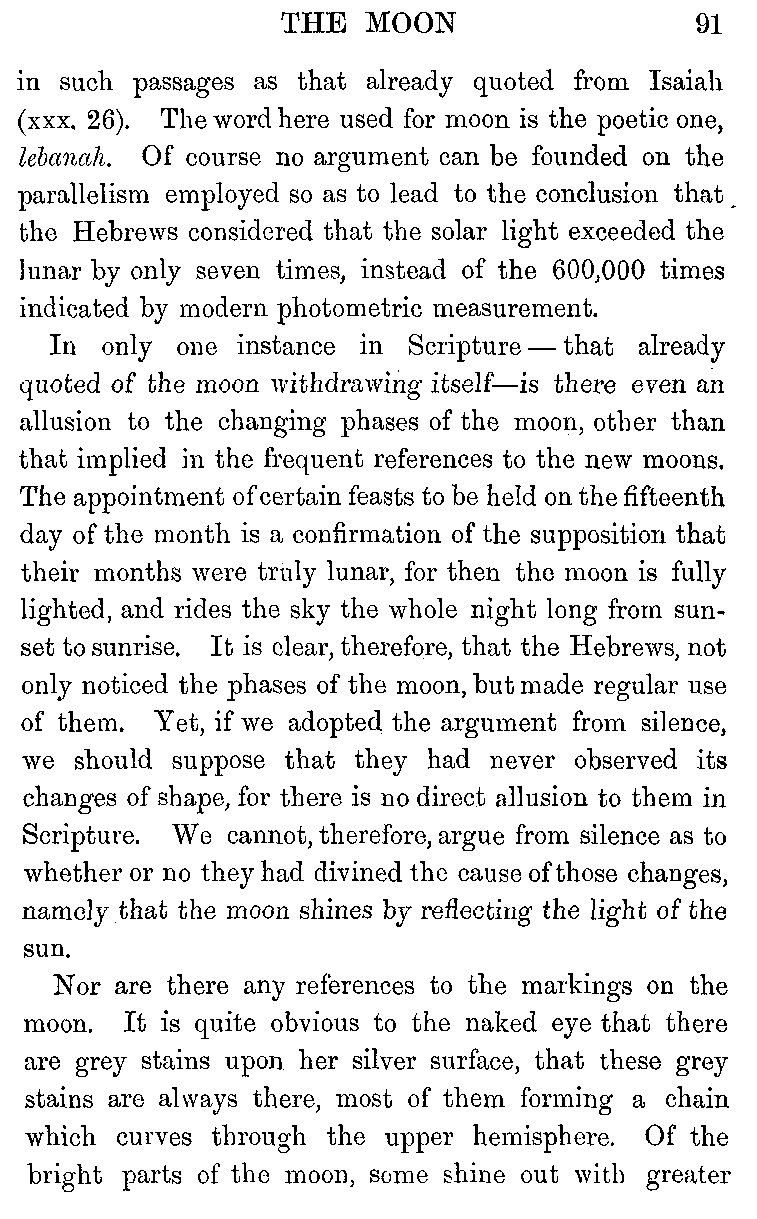 THE MOON 91
in such passages as that already quoted from Isaiah
(xxx. 26). The word here used for moon is the poetic one,
lebanah. Of course no argument can be founded on the
parallelism employed so as to lead to the conclusion that
the Hebrews considered that the solar light exceeded the
lunar by only seven times, instead of the 600,000 times
indicated by modern photometric measurement.
In only one instance in Scripture — that already
quoted of the moon withdrawing itself—is there even an
allusion to the changing phases of the moon, other than
that implied in the frequent references to the new moons.
The appointment of certain feasts to be held on the fifteenth
day of the month is a confirmation of the supposition that
their months were truly lunar, for then the moon is fully
lighted, and rides the sky the whole night long from sun-
set to sunrise. It is clear, therefore, that the Hebrews, not
only noticed the phases of the moon, but made regular use
of them. Yet, if we adopted the argument from silence,
we should suppose that they had never observed its
changes of shape, for there is no direct allusion to them in
Scripture. We cannot, therefore, argue from silence as to
whether or no they had divined the cause of those changes,
namely that the moon shines by reflecting the light of the
sun.
Nor are there any references to the markings on the
moon. It is quite obvious to the naked eye that there
are grey stains upon her silver surface, that these grey
stains are always there, most of them forming a chain
which curves through the upper hemisphere. Of the
bright parts of the moon, some shine out with greater